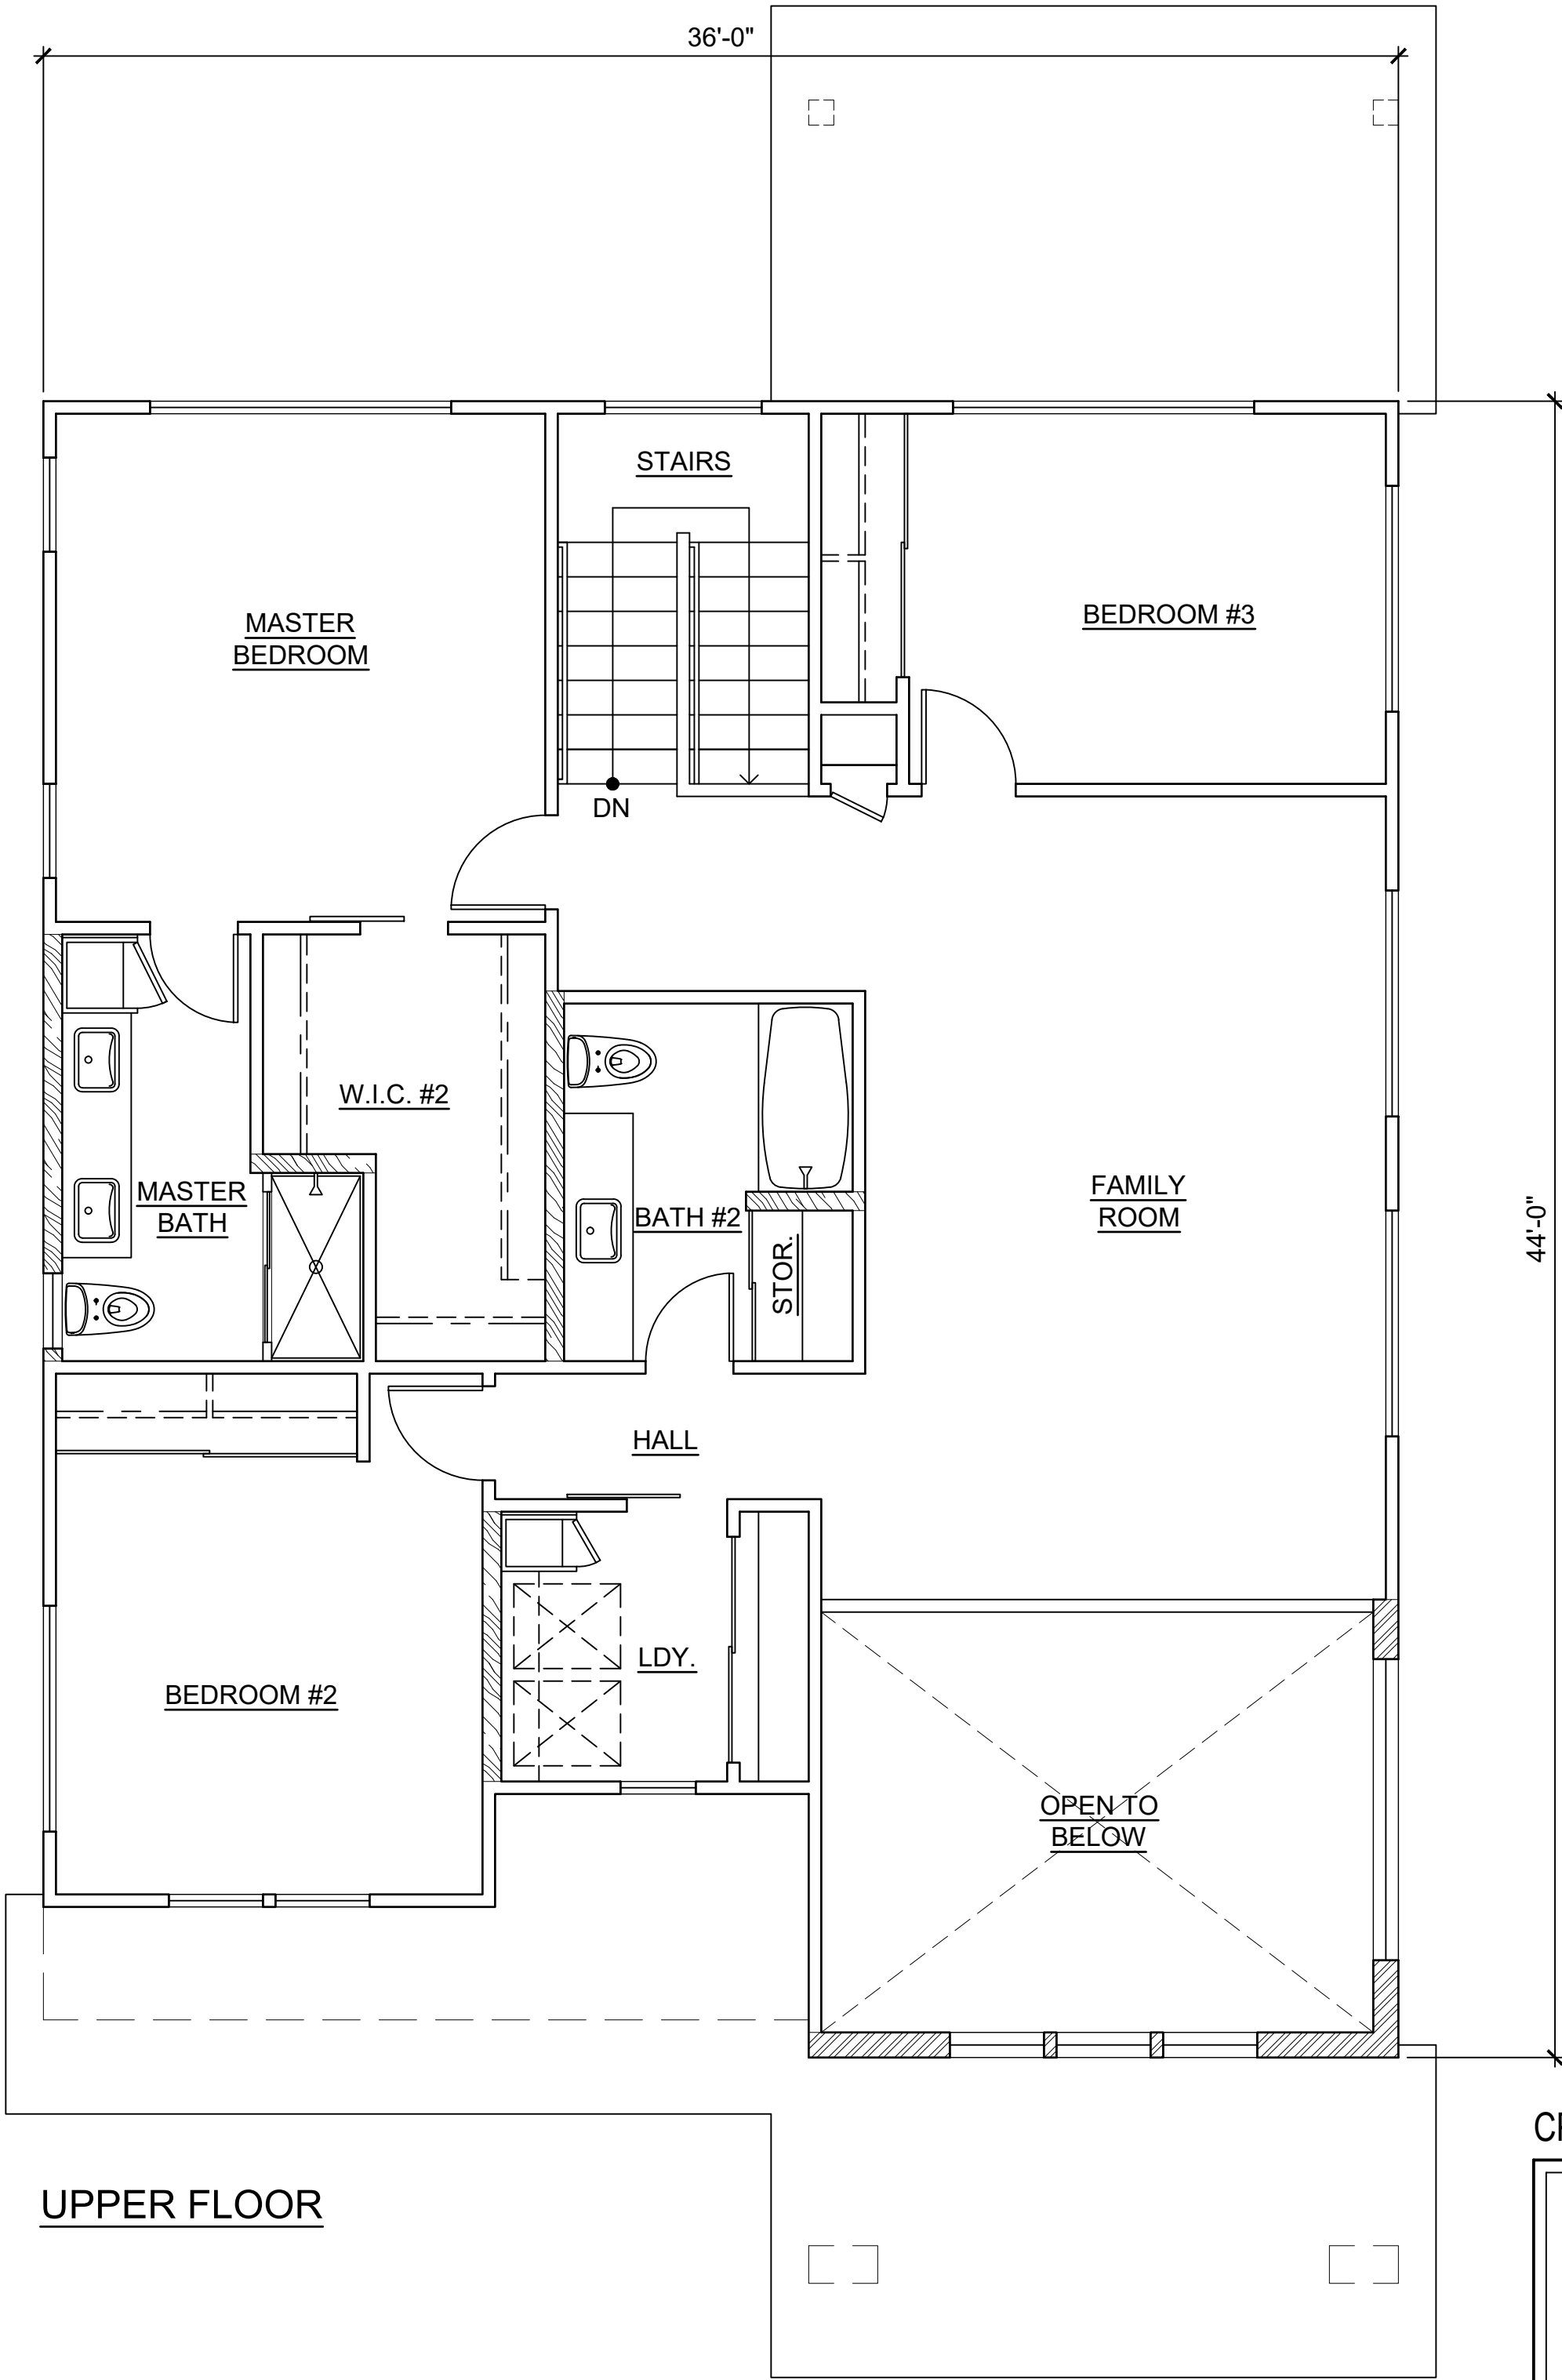 36'-0"
STAIRS
MASTER
BEDROOM
BEDROOM #3
DN
W.I.C. #2
MASTER
BATH
BATH #2
STOR.
FAMILY
ROOM
44'-0"
HALL
LDY.
BEDROOM #2
OPEN TO
BELOW
UPPER FLOOR